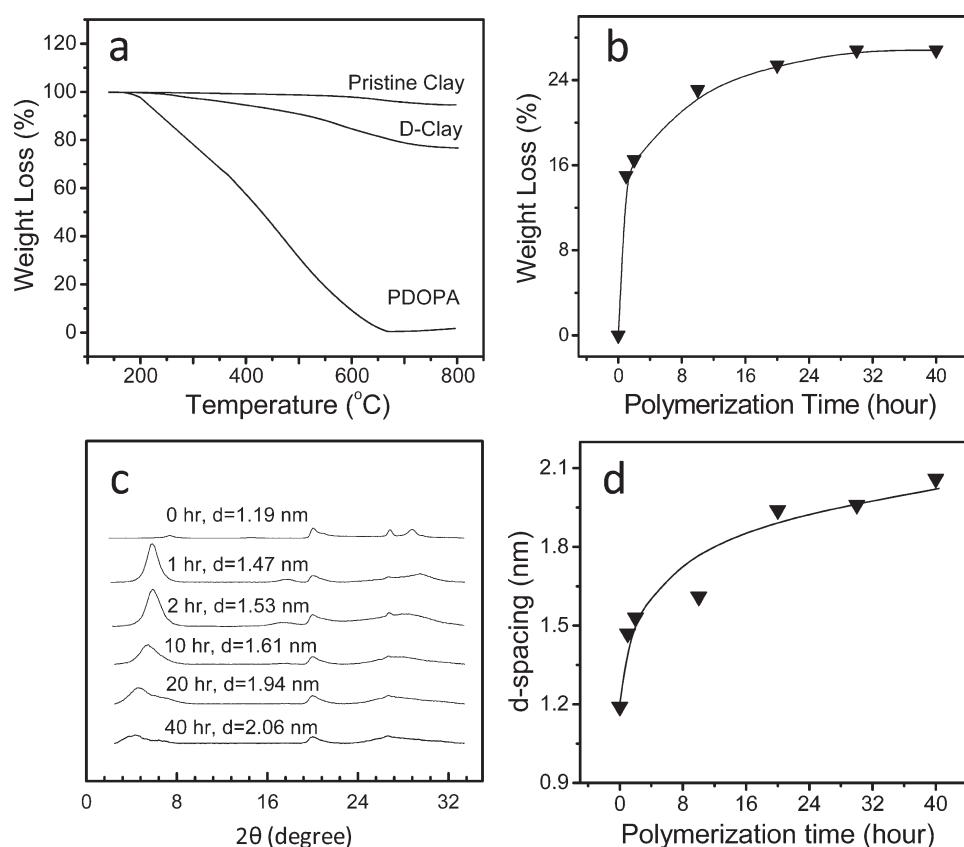 a
120
100
80
60
40
20
0
Weight Loss (%)
Pristine Clay
D-Clay
PDOPA
200 400 600 800
Temperature (°C)
b
24
16
8
0
Weight Loss (%)
0 8 16 24 32 40
Polymerization Time (hour)
c
0 hr, d=1.19 nm
1 hr, d=1.47 nm
2 hr, d=1.53 nm
10 hr, d=1.61 nm
20 hr, d=1.94 nm
40 hr, d=2.06 nm
0 8 16 24 32
2θ (degree)
d
2.1
1.8
1.5
1.2
0.9
d-spacing (nm)
0 8 16 24 32 40
Polymerization time (hour)